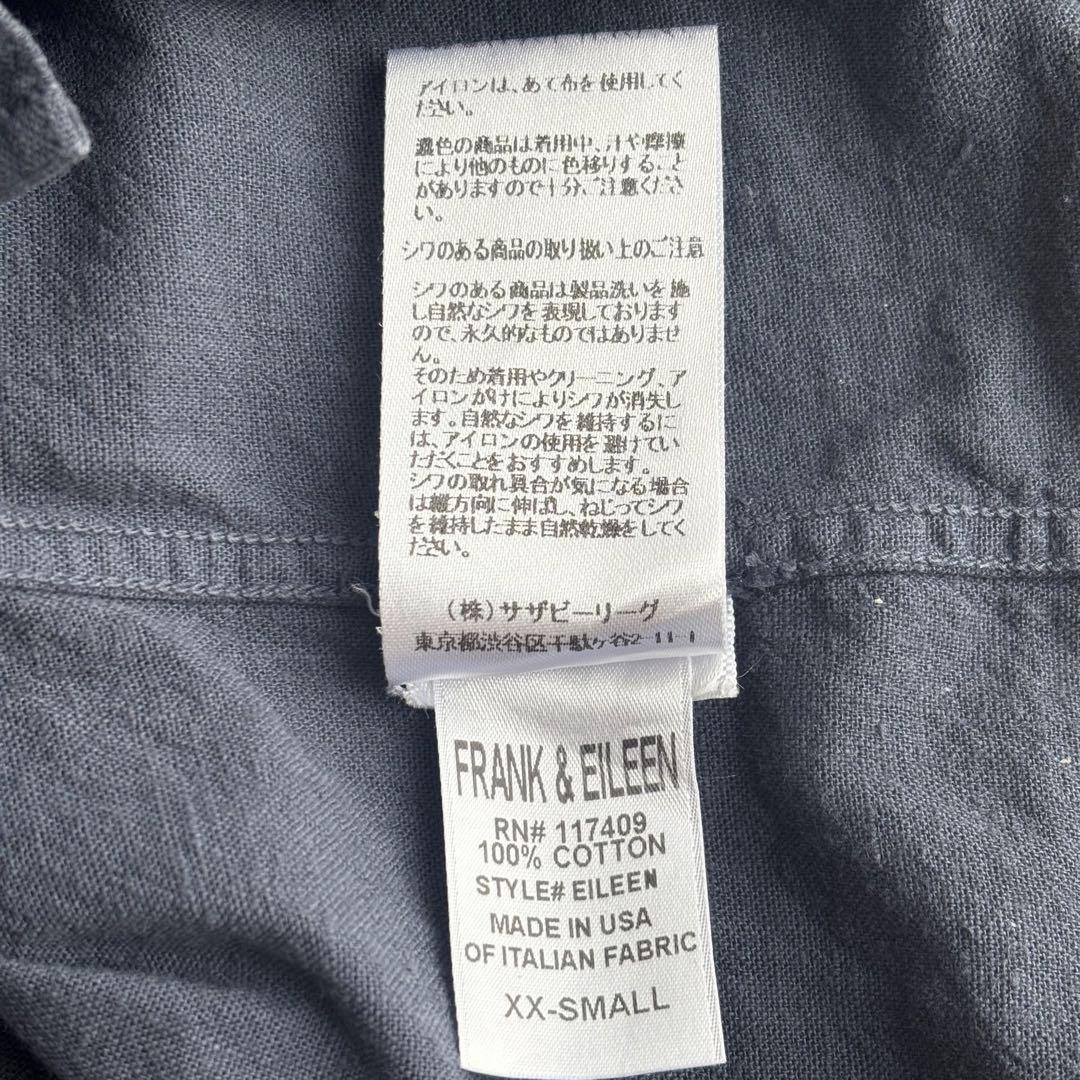 アイロンは、あて布を使用してく
ださい。
濃色の商品は着用中、汗や摩擦
により他のものに色移りすること
がありますので十分、ご注意くださ
い。
シワのある商品の取り扱い上のご注意
シワのある商品は製品洗いを施
し自然なシワを表現しております
ので、永久的なものではありませ
ん。
そのため着用やクリーニング、ア
イロンがけによりシワが消失し
ます。自然なシワを維持するに
は、アイロンの使用を避けてい
ただくことをおすすめします。
シワの取れ具合が気になる場合
は縦方向に伸ばし、ねじってシワ
を維持したまま自然乾燥をしてく
ださい。
(株)サザビーリーグ
東京都渋谷区千駄ヶ谷2-11-1
FRANK & EILEEN
RN# 117409
100% COTTON
STYLE# EILEEN
MADE IN USA
OF ITALIAN FABRIC
XX-SMALL